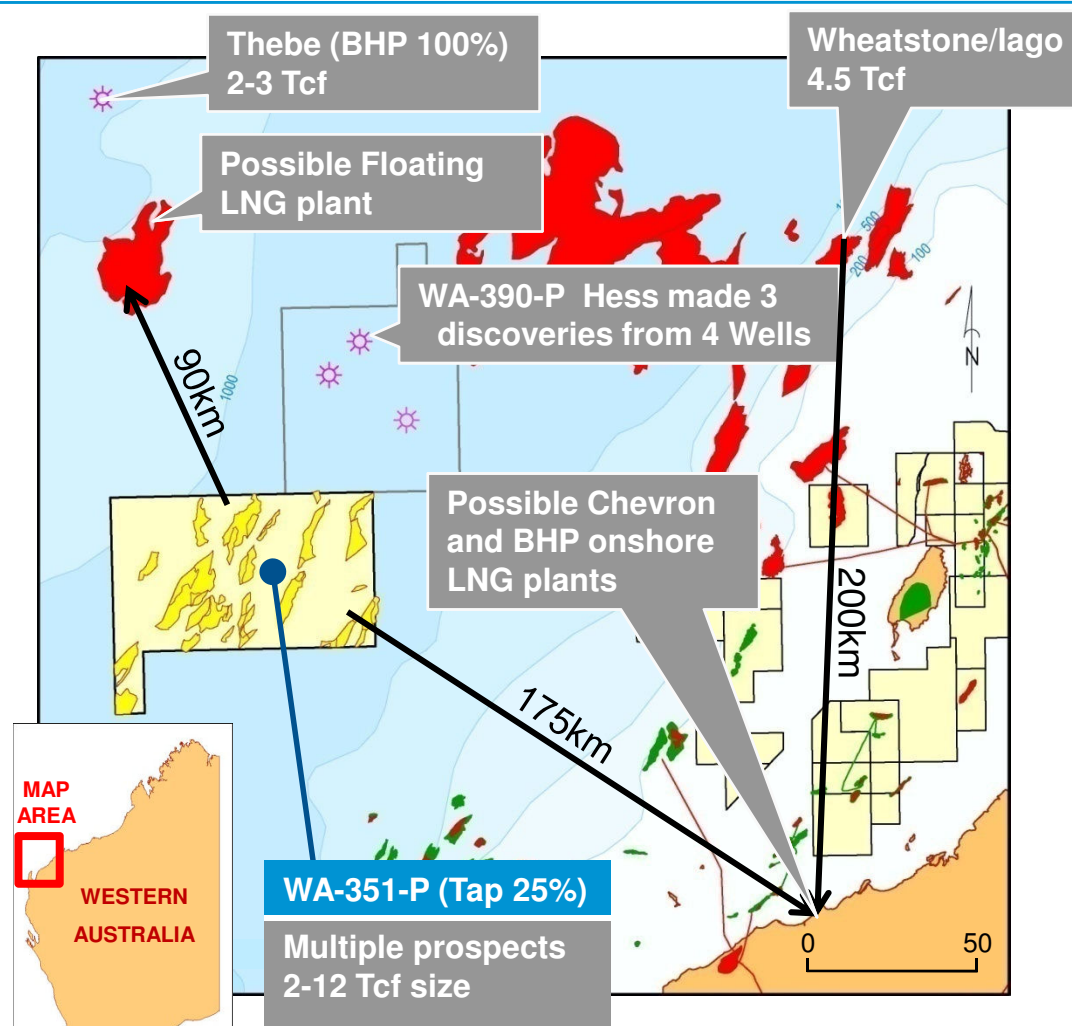 Thebe (BHP 100%)
2-3 Tcf
Wheatstone/Iago
4.5 Tcf
Possible Floating
LNG plant
500
200
100
WA-390-P Hess made 3
discoveries from 4 Wells
N
90km
1000
Possible Chevron
and BHP onshore
LNG plants
200km
175km
MAP
AREA
WESTERN
AUSTRALIA
WA-351-P (Tap 25%)
Multiple prospects
2-12 Tcf size
0 50